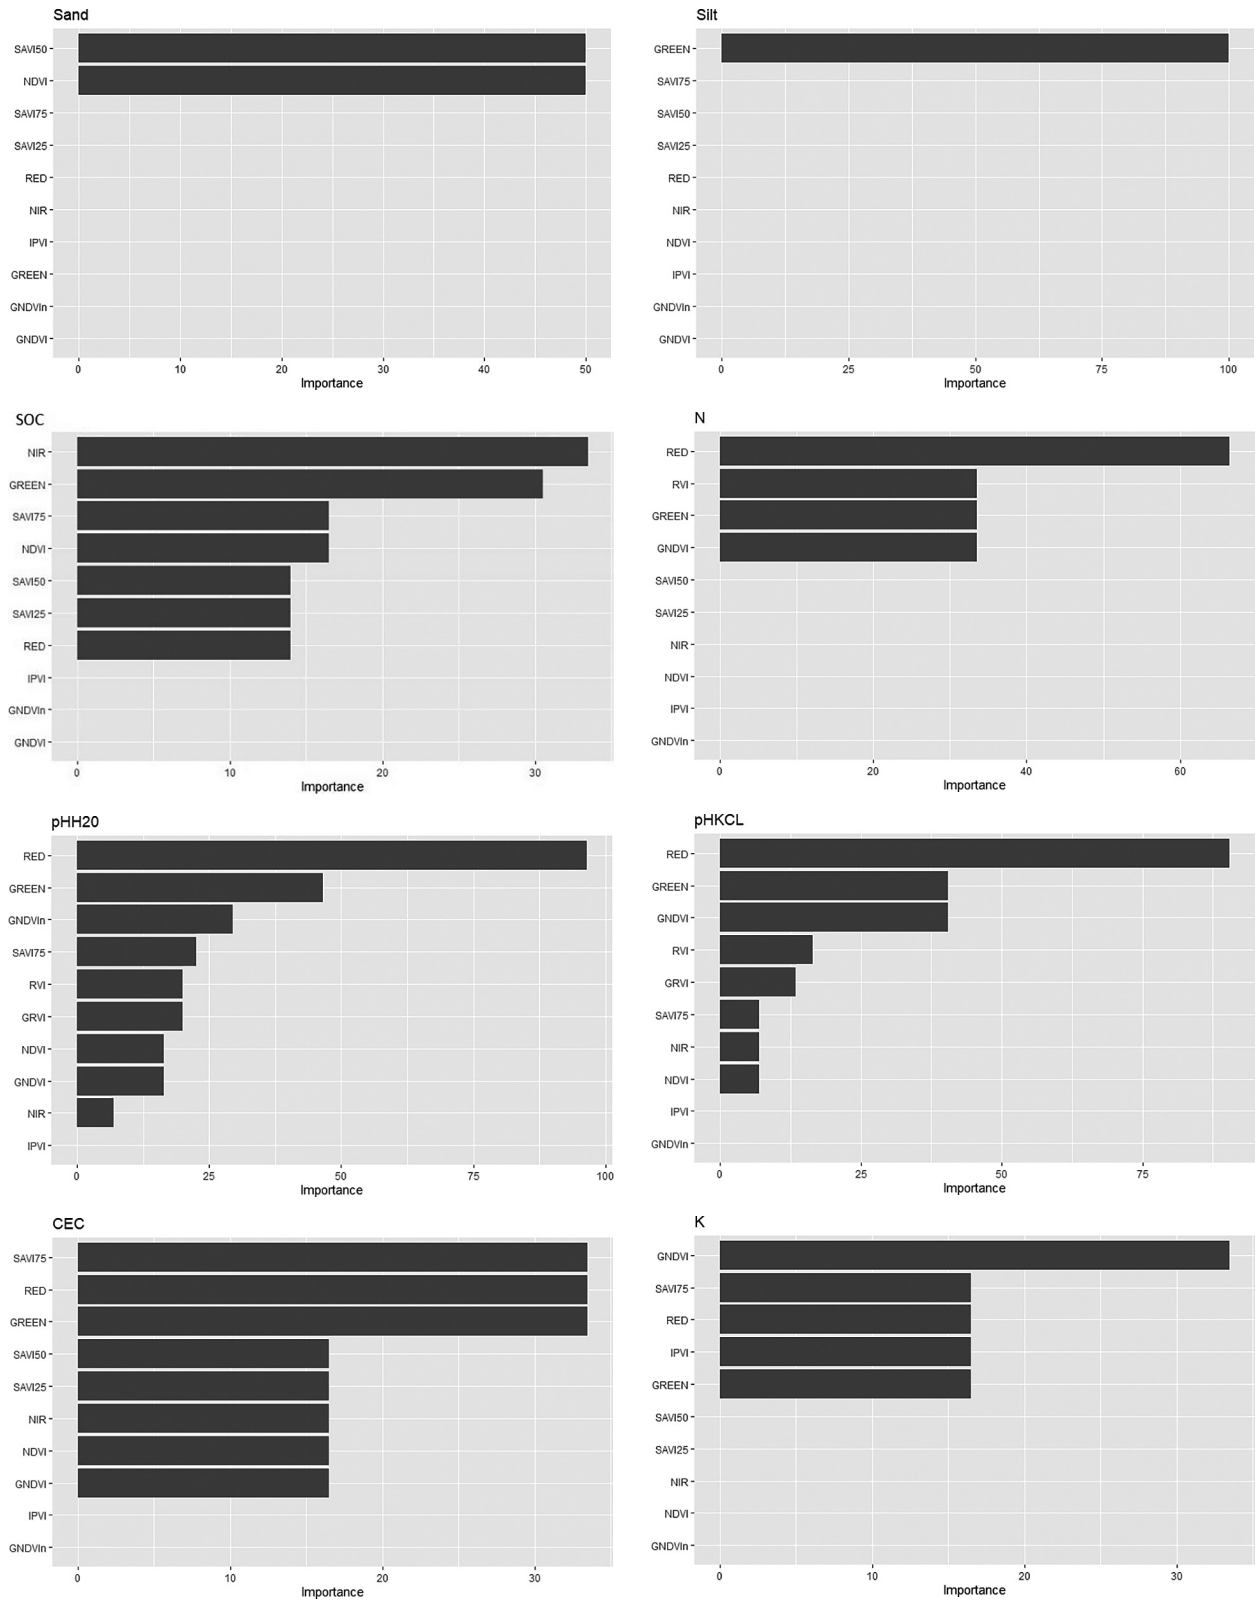 Sand
SAVI50
NDVI
SAVI75
SAVI25
RED
NIR
IPVI
GREEN
GNDVIn
GNDVI
0 10 20 30 40 50
Importance
Silt
GREEN
SAVI75
SAVI50
SAVI25
RED
NIR
NDVI
IPVI
GNDVIn
GNDVI
0 25 50 75 100
Importance
SOC
NIR
GREEN
SAVI75
NDVI
SAVI50
SAVI25
RED
IPVI
GNDVIn
GNDVI
0 10 20 30
Importance
N
RED
RVI
GREEN
GNDVI
SAVI50
SAVI25
NIR
NDVI
IPVI
GNDVIn
0 20 40 60
Importance
pHH20
RED
GREEN
GNDVIn
SAVI75
RVI
GRVI
NDVI
GNDVI
NIR
IPVI
0 25 50 75 100
Importance
pHKCL
RED
GREEN
GNDVI
RVI
GRVI
SAVI75
NIR
NDVI
IPVI
GNDVIn
0 25 50 75
Importance
CEC
SAVI75
RED
GREEN
SAVI50
SAVI25
NIR
NDVI
GNDVI
IPVI
GNDVIn
0 10 20 30
Importance
K
GNDVI
SAVI75
RED
IPVI
GREEN
SAVI50
SAVI25
NIR
NDVI
GNDVIn
0 10 20 30
Importance